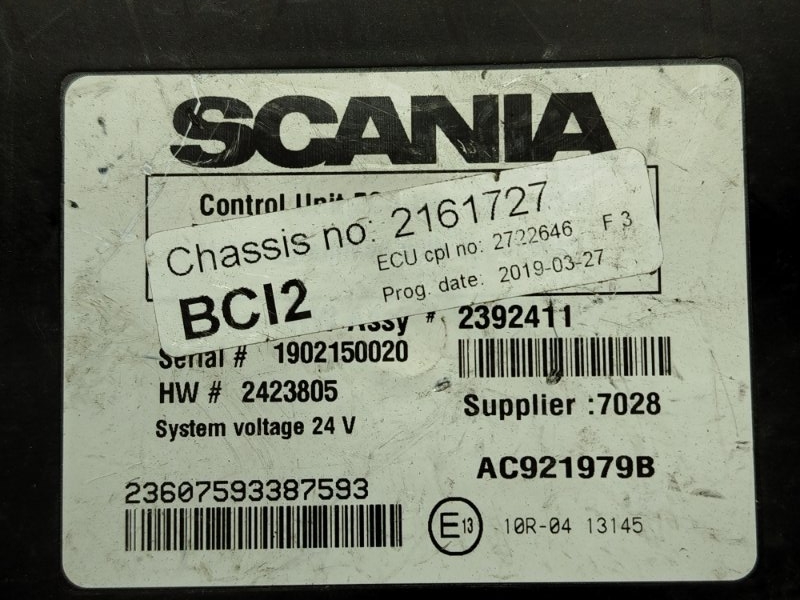 SCANIA
Control Unit
Chassis no: 2161727
ECU cpl no: 2722646 F 3
BCI2
Prog. date: 2019-03-27
Assy # 2392411
Serial # 1902150020
HW # 2423805
Supplier :7028
System voltage 24 V
AC921979B
23607593387593
E13 10R-04 13145